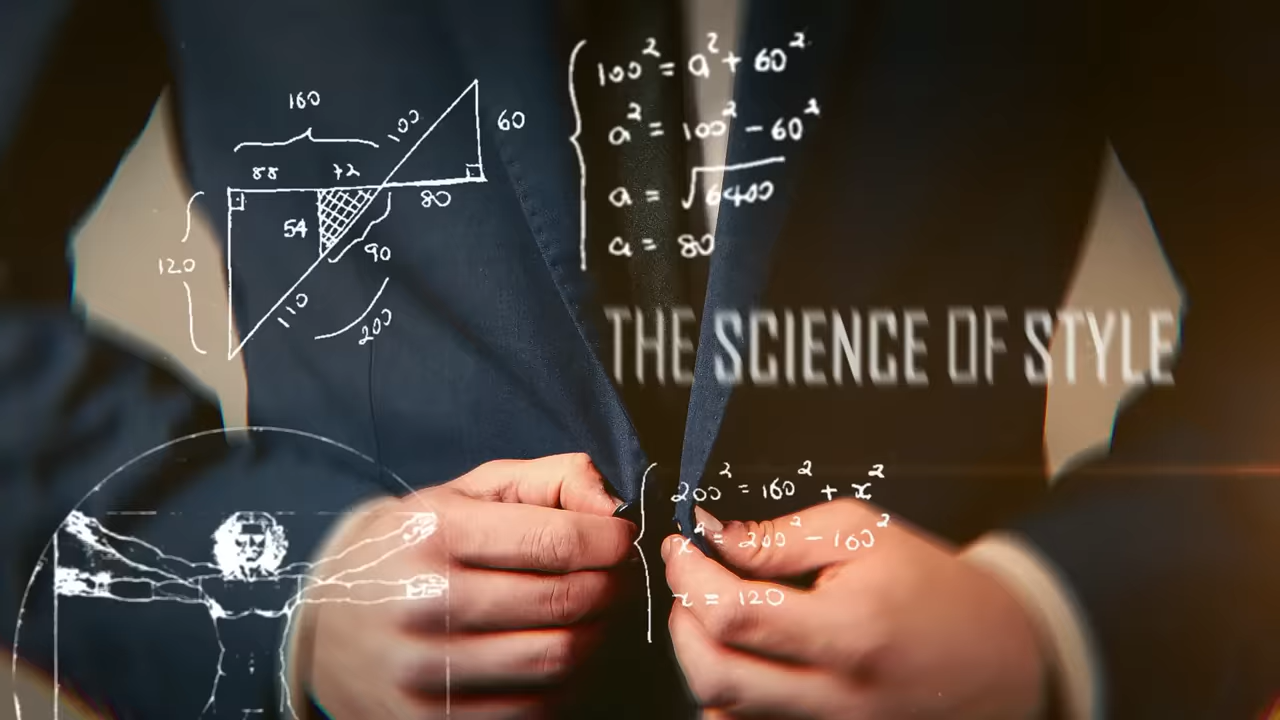 160
100
60
88
72
54
80
120
90
110
200
100² = a² + 60²
a² = 100² - 60²
a = √6400
a = 80
THE SCIENCE OF STYLE
200² = 160² + x²
x² = 200² - 160²
x = 120